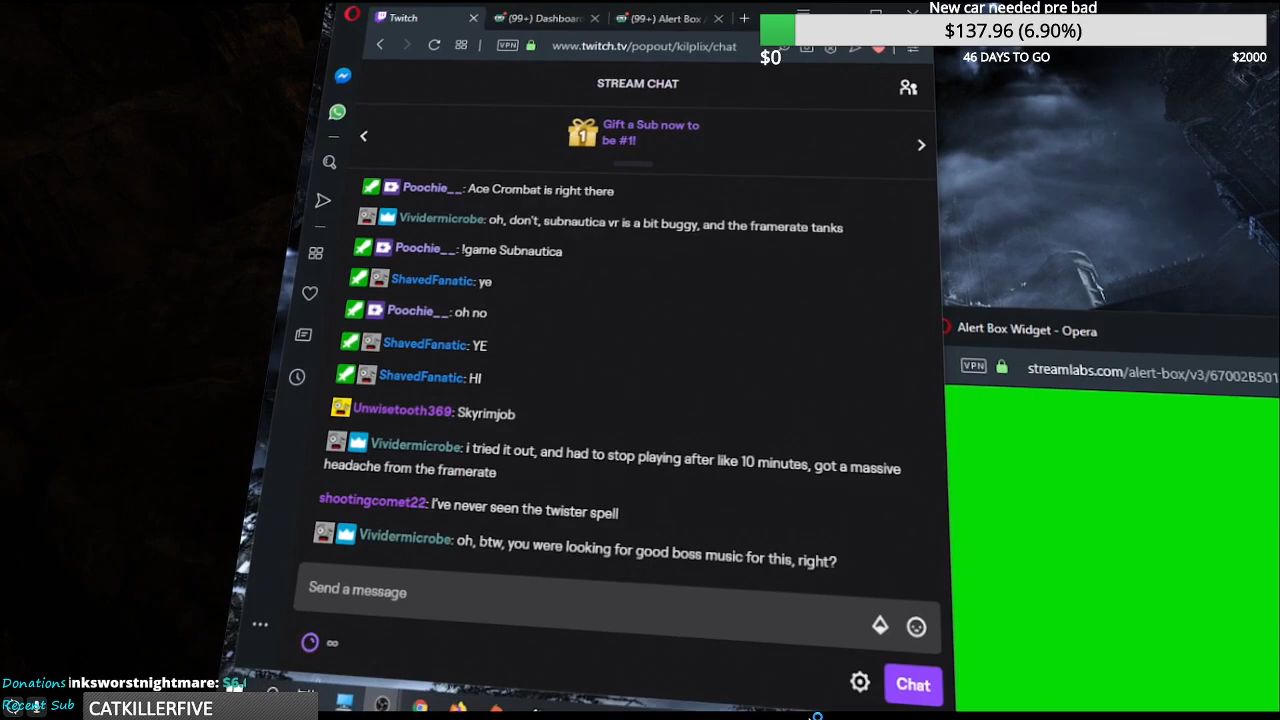 New car needed pre bad
$137.96 (6.90%)
$0
46 DAYS TO GO
$2000
Twitch
(99+) Dashboar
(99+) Alert Box
VPN
www.twitch.tv/popout/kilplix/chat
STREAM CHAT
1
Gift a Sub now to
be #1!
Poochie__: Ace Crombat is right there
Vividermicrobe: oh, don't, subnautica vr is a bit buggy, and the framerate tanks
Poochie__: !game Subnautica
ShavedFanatic: ye
Poochie__: oh no
ShavedFanatic: YE
ShavedFanatic: HI
Unwisetooth369: Skyrimjob
Vividermicrobe: i tried it out, and had to stop playing after like 10 minutes, got a massive
headache from the framerate
shootingcomet22: I've never seen the twister spell
Vividermicrobe: oh, btw, you were looking for good boss music for this, right?
Send a message
∞
Chat
Alert Box Widget - Opera
VPN
streamlabs.com/alert-box/v3/67002B501
Donations
inksworstnightmare: $6.
Recent Sub
CATKILLERFIVE